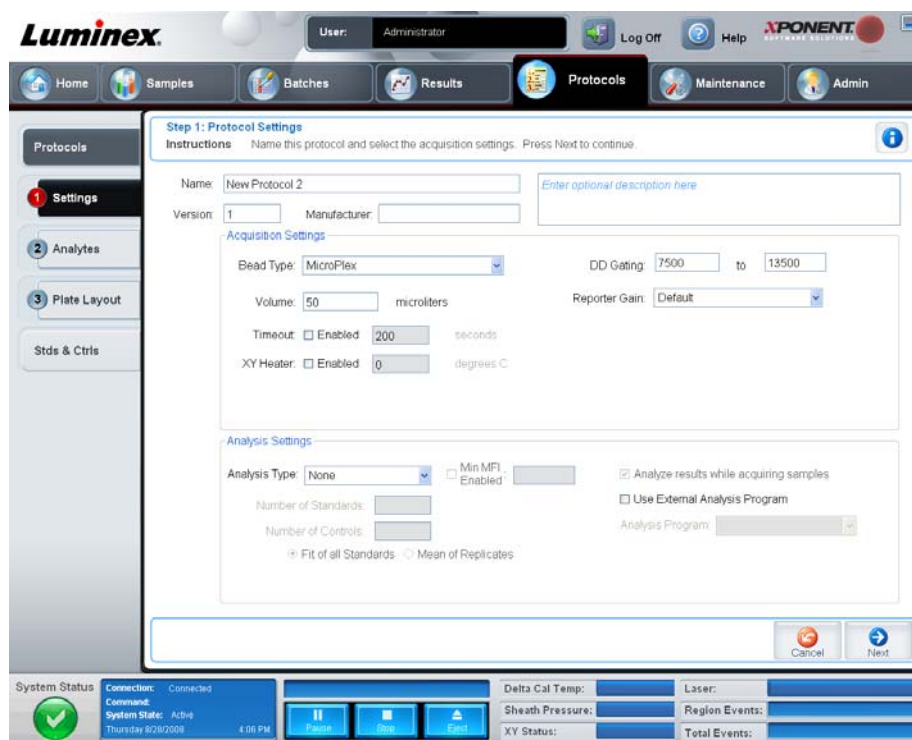 Luminex.
User: Administrator
Log Off
Help
XPONENT.
SOFTWARE SOLUTIONS
Home
Samples
Batches
Results
Protocols
Maintenance
Admin
Protocols
1 Settings
2 Analytes
3 Plate Layout
Stds & Ctrls
Step 1: Protocol Settings
Instructions Name this protocol and select the acquisition settings. Press Next to continue.
Name: New Protocol 2
Enter optional description here
Version: 1 Manufacturer:
Acquisition Settings
Bead Type: MicroPlex
DD Gating: 7500 to 13500
Volume: 50 microliters
Reporter Gain: Default
Timeout: Enabled 200 seconds
XY Heater: Enabled 0 degrees C
Analysis Settings
Analysis Type: None
Min MFI Enabled:
Analyze results while acquiring samples
Number of Standards:
Use External Analysis Program
Number of Controls:
Analysis Program:
Fit of all Standards Mean of Replicates
Cancel
Next
System Status
Connection: Connected
Command:
System State: Active
Thursday 8/28/2008 4:06 PM
Pause
Stop
Eject
Delta Cal Temp:
Laser:
Sheath Pressure:
Region Events:
XY Status:
Total Events: